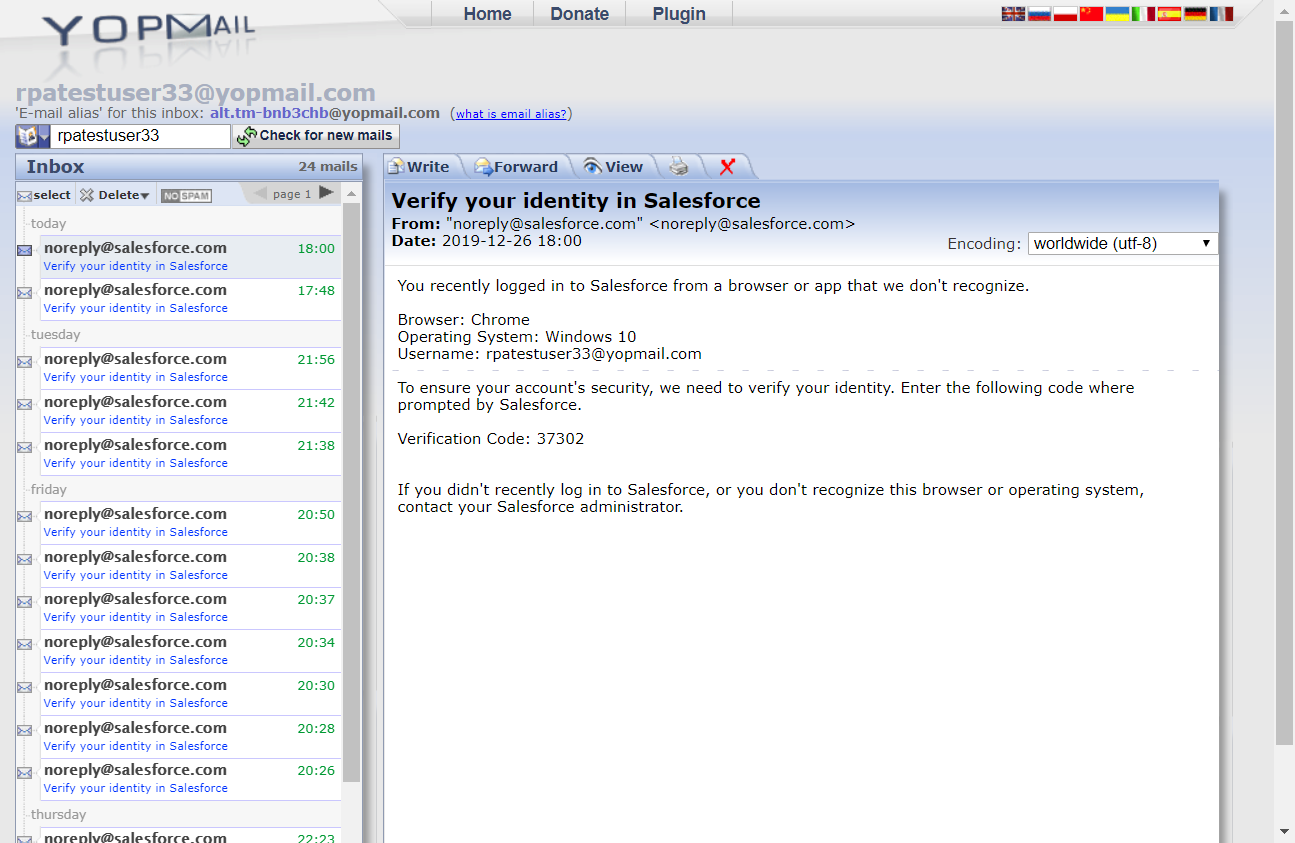 YOPMAIL
Home
Donate
Plugin
rpatestuser33@yopmail.com
'E-mail alias' for this inbox: alt.tm-bnb3chb@yopmail.com (what is email alias?)
rpatestuser33
Check for new mails
Inbox
24 mails
select
Delete
NO SPAM
page 1
today
noreply@salesforce.com 18:00
Verify your identity in Salesforce
noreply@salesforce.com 17:48
Verify your identity in Salesforce
tuesday
noreply@salesforce.com 21:56
Verify your identity in Salesforce
noreply@salesforce.com 21:42
Verify your identity in Salesforce
noreply@salesforce.com 21:38
Verify your identity in Salesforce
friday
noreply@salesforce.com 20:50
Verify your identity in Salesforce
noreply@salesforce.com 20:38
Verify your identity in Salesforce
noreply@salesforce.com 20:37
Verify your identity in Salesforce
noreply@salesforce.com 20:34
Verify your identity in Salesforce
noreply@salesforce.com 20:30
Verify your identity in Salesforce
noreply@salesforce.com 20:28
Verify your identity in Salesforce
noreply@salesforce.com 20:26
Verify your identity in Salesforce
thursday
noreply@salesforce.com 22:23
Write
Forward
View
Verify your identity in Salesforce
From: "noreply@salesforce.com" <noreply@salesforce.com>
Date: 2019-12-26 18:00
Encoding: worldwide (utf-8)
You recently logged in to Salesforce from a browser or app that we don't recognize.
Browser: Chrome
Operating System: Windows 10
Username: rpatestuser33@yopmail.com
To ensure your account's security, we need to verify your identity. Enter the following code where
prompted by Salesforce.
Verification Code: 37302
If you didn't recently log in to Salesforce, or you don't recognize this browser or operating system,
contact your Salesforce administrator.